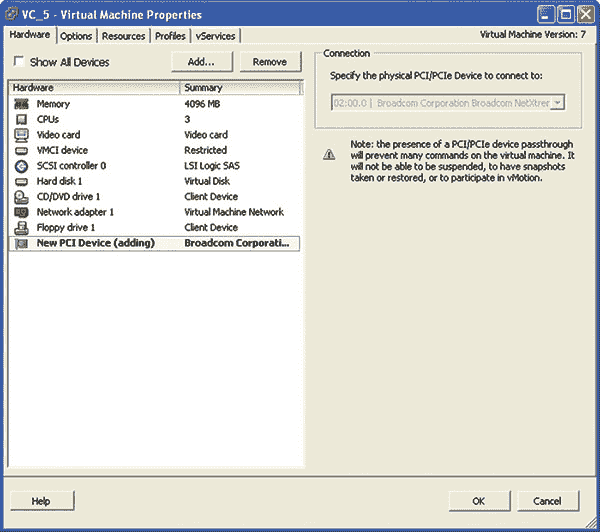 VC_5 - Virtual Machine Properties
Hardware Options Resources Profiles vServices Virtual Machine Version: 7
Show All Devices Add... Remove
Hardware Summary
Memory 4096 MB
CPUs 3
Video card Video card
VMCI device Restricted
SCSI controller 0 LSI Logic SAS
Hard disk 1 Virtual Disk
CD/DVD drive 1 Client Device
Network adapter 1 Virtual Machine Network
Floppy drive 1 Client Device
New PCI Device (adding) Broadcom Corporati...
Connection
Specify the physical PCI/PCIe Device to connect to:
02:00.0 | Broadcom Corporation Broadcom NetXtrer
Note: the presence of a PCI/PCIe device passthrough
will prevent many commands on the virtual machine. It
will not be able to be suspended, to have snapshots
taken or restored, or to participate in vMotion.
Help OK Cancel